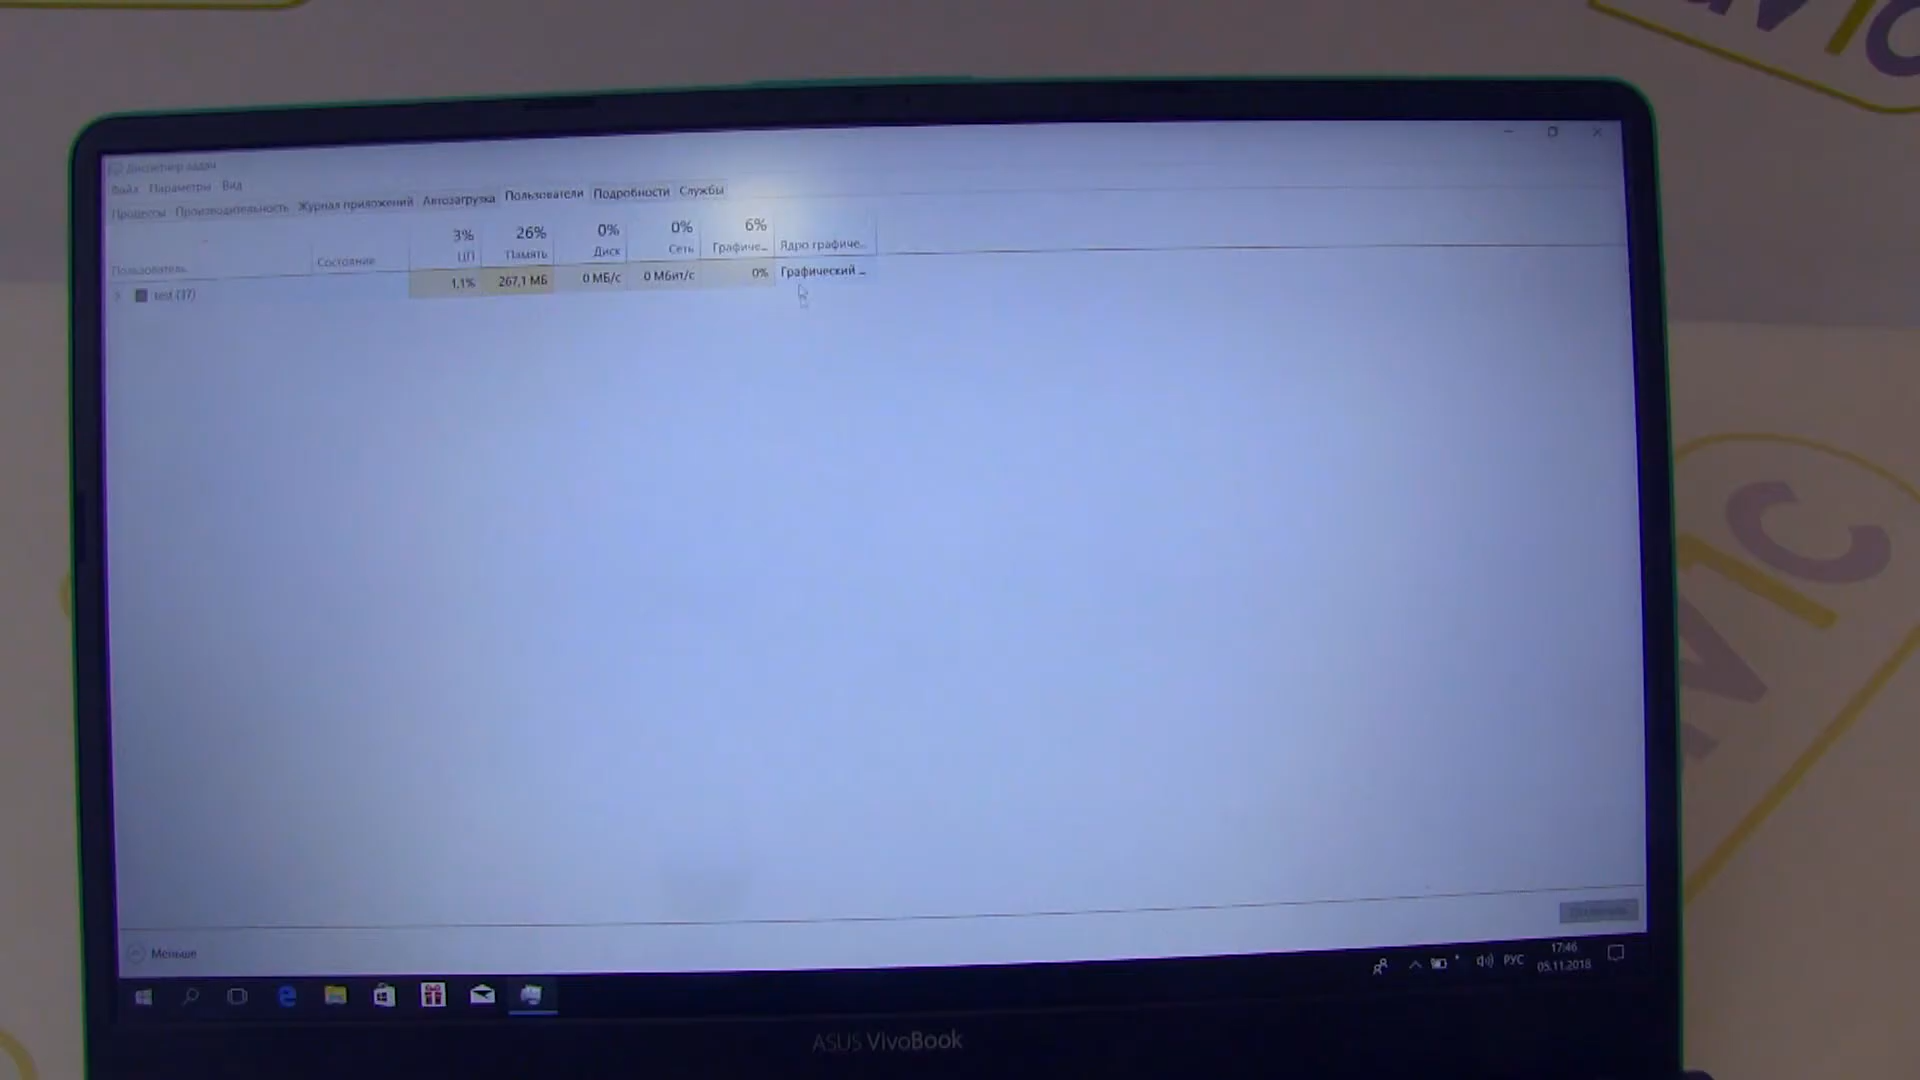 Диспетчер задач
Файл Параметры Вид
Процессы Производительность Журнал приложений Автозагрузка Пользователи Подробности Службы
3% 26% 0% 0% 6%
Пользователь Состояние ЦП Память Диск Сеть Графиче... Ядро графиче...
test (37) 1,1% 267,1 МБ 0 МБ/с 0 Мбит/с 0% Графический ...
Меньше
РУС
17:46
05.11.2018
ASUS VivoBook